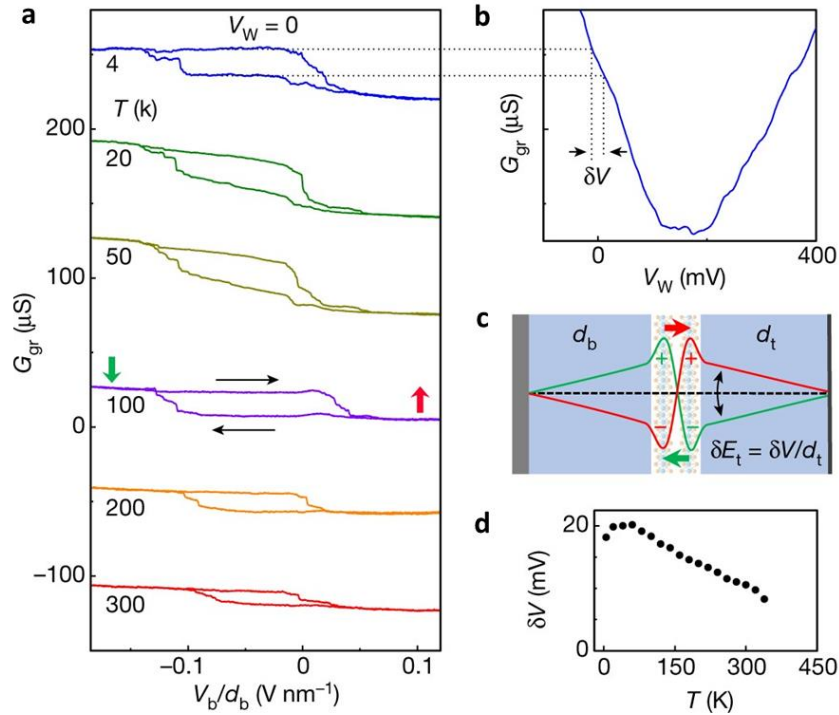 a
V_W = 0
4
T (k)
20
50
100
200
300
200
100
0
−100
G_gr (µS)
−0.1 0 0.1
V_b/d_b (V nm⁻¹)
b
G_gr (µS)
δV
0 200 400
V_W (mV)
c
d_b d_t
+ +
− −
δE_t = δV/d_t
d
20
10
0
δV (mV)
0 150 300 450
T (K)